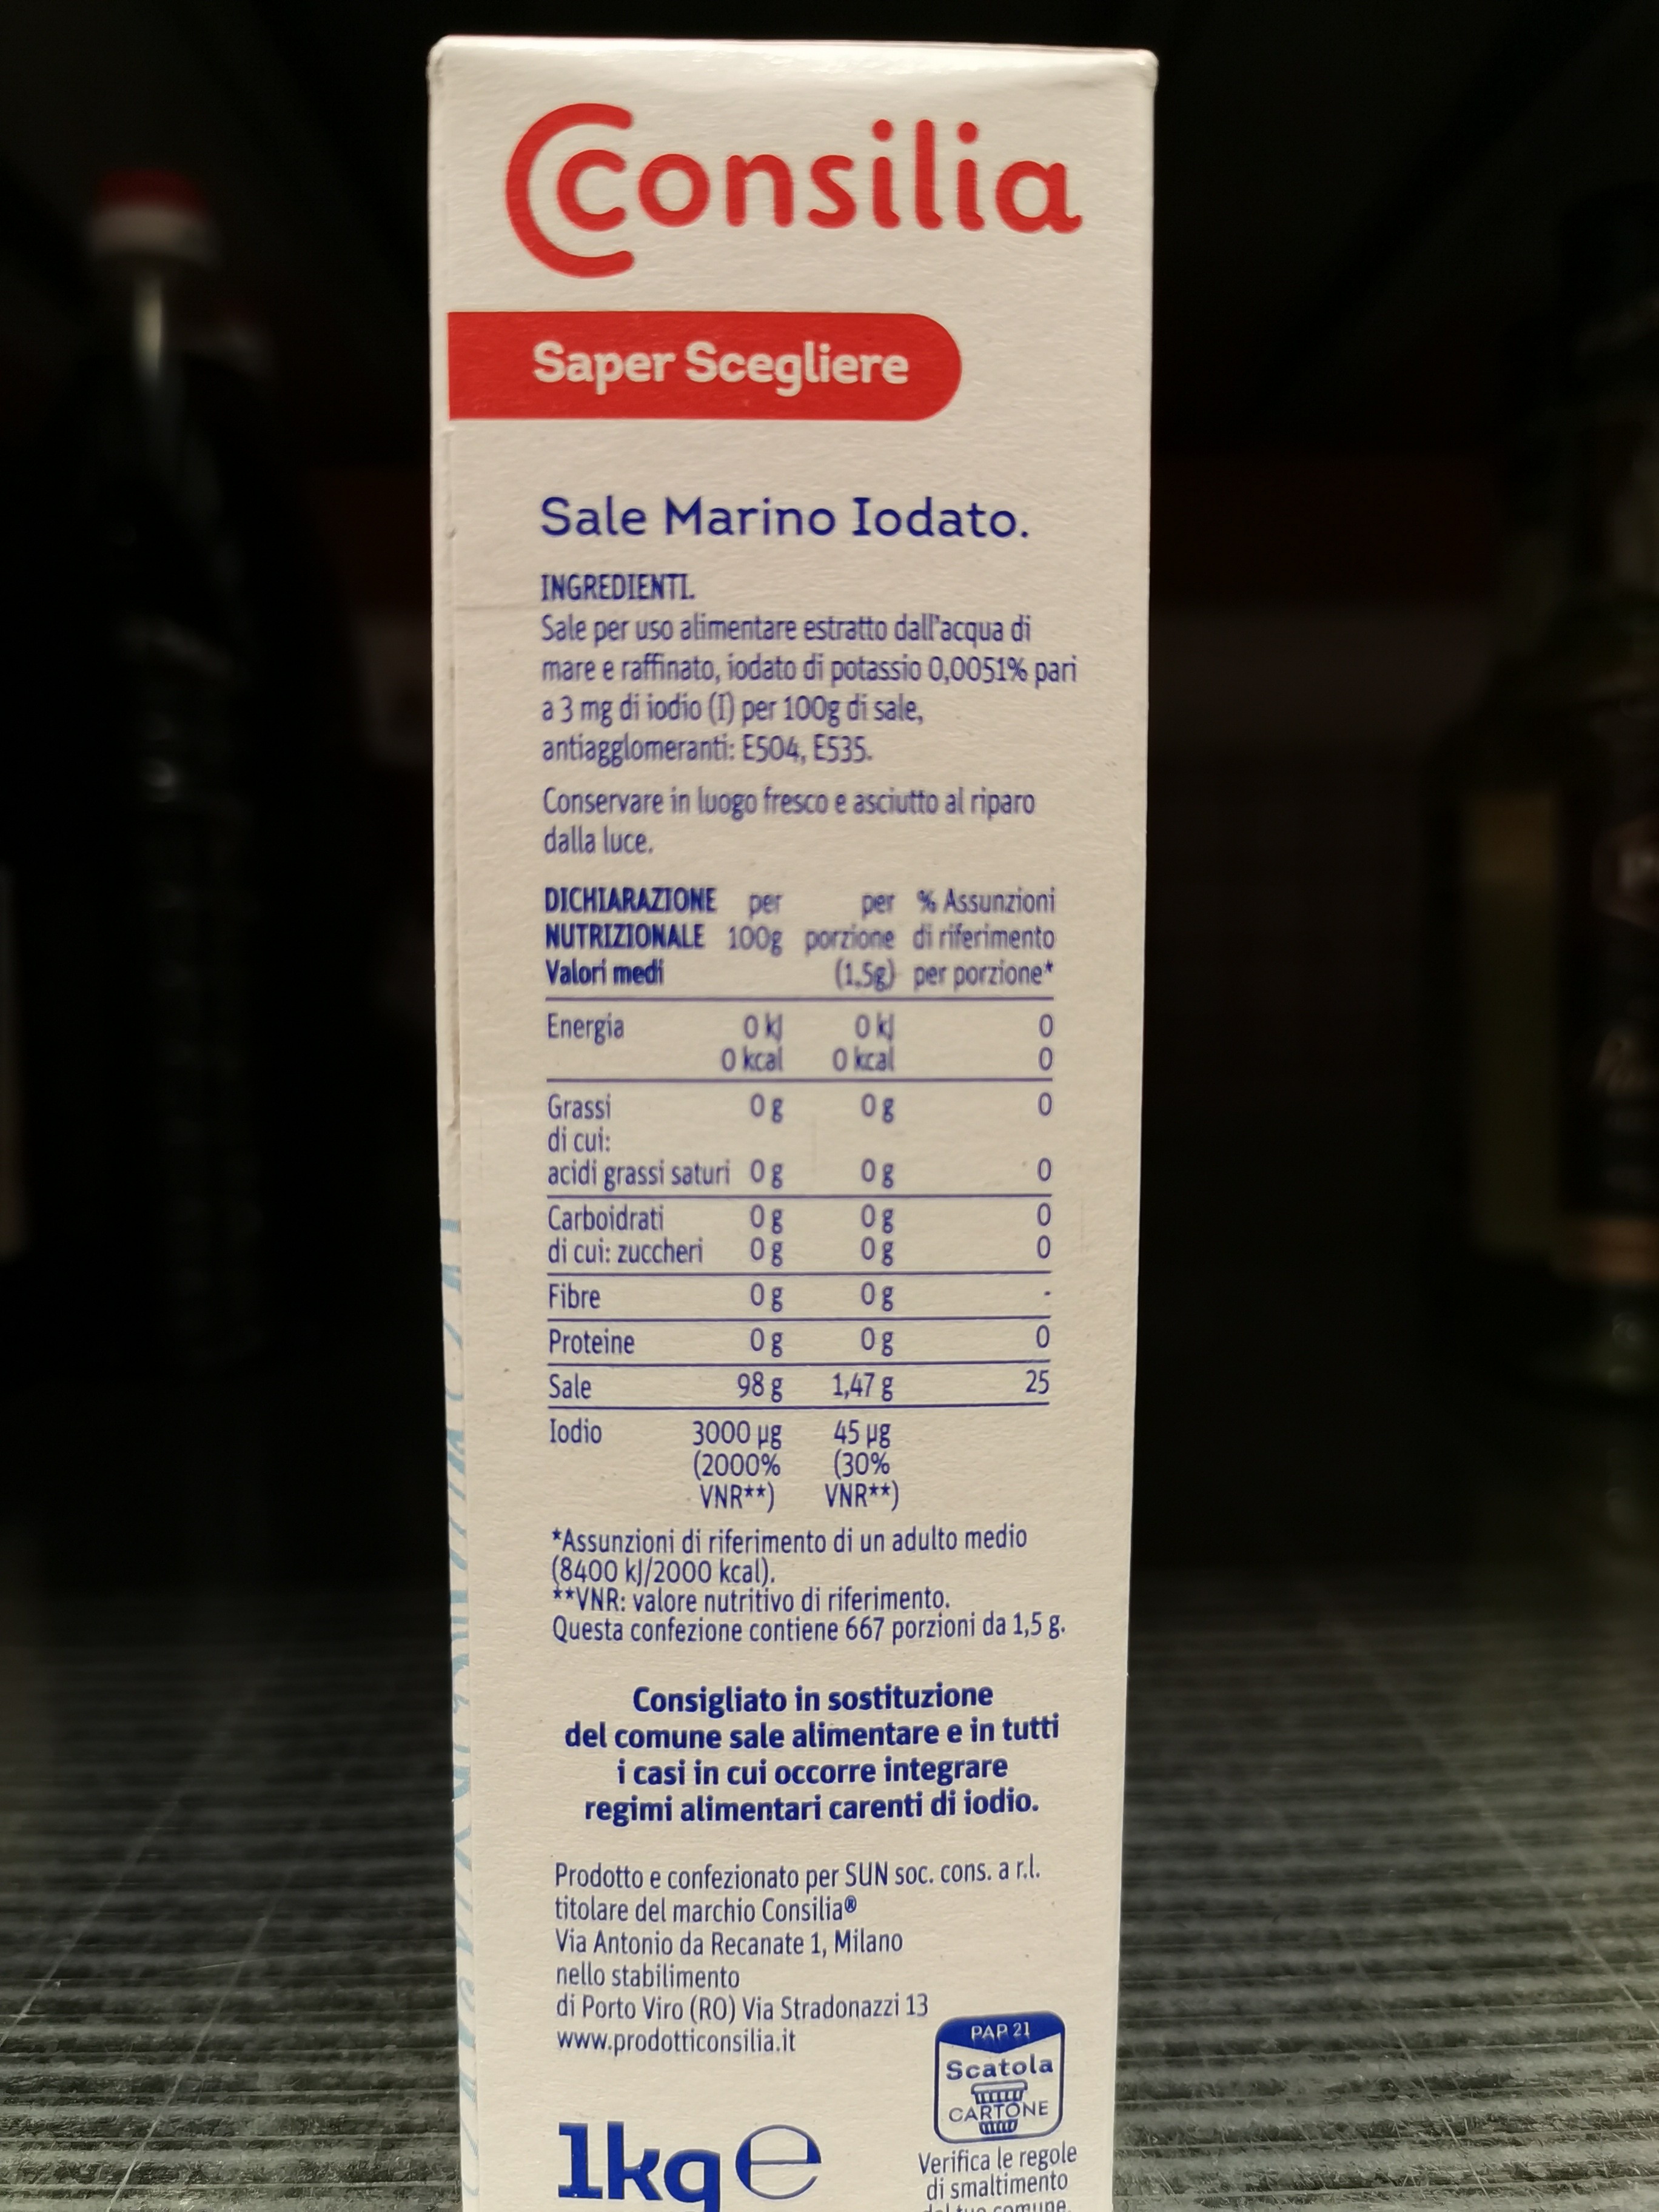 consilia
Saper Scegliere
Sale Marino Iodato.
INGREDIENTI.
Sale per uso alimentare estratto dall'acqua di
mare e raffinato, iodato di potassio 0,0051% pari
a 3 mg di iodio (I) per 100g di sale,
antiagglomeranti: E504, E535.
Conservare in luogo fresco e asciutto al riparo
dalla luce.
DICHIARAZIONE per per % Assunzioni
NUTRIZIONALE 100g porzione di riferimento
Valori medi (1,5g) per porzione*
Energia 0 kJ 0 kJ 0
0 kcal 0 kcal 0
Grassi 0 g 0 g 0
di cui:
acidi grassi saturi 0 g 0 g 0
Carboidrati 0 g 0 g 0
di cui: zuccheri 0 g 0 g 0
Fibre 0 g 0 g -
Proteine 0 g 0 g 0
Sale 98 g 1,47 g 25
Iodio 3000 µg 45 µg
(2000% (30%
VNR**) VNR**)
*Assunzioni di riferimento di un adulto medio
(8400 kJ/2000 kcal).
**VNR: valore nutritivo di riferimento.
Questa confezione contiene 667 porzioni da 1,5 g.
Consigliato in sostituzione
del comune sale alimentare e in tutti
i casi in cui occorre integrare
regimi alimentari carenti di iodio.
Prodotto e confezionato per SUN soc. cons. a r.l.
titolare del marchio Consilia®
Via Antonio da Recanate 1, Milano
nello stabilimento
di Porto Viro (RO) Via Stradonazzi 13
www.prodotticonsilia.it
PAP 21
Scatola
CARTONE
1kg e
Verifica le regole
di smaltimento
del tuo comune.